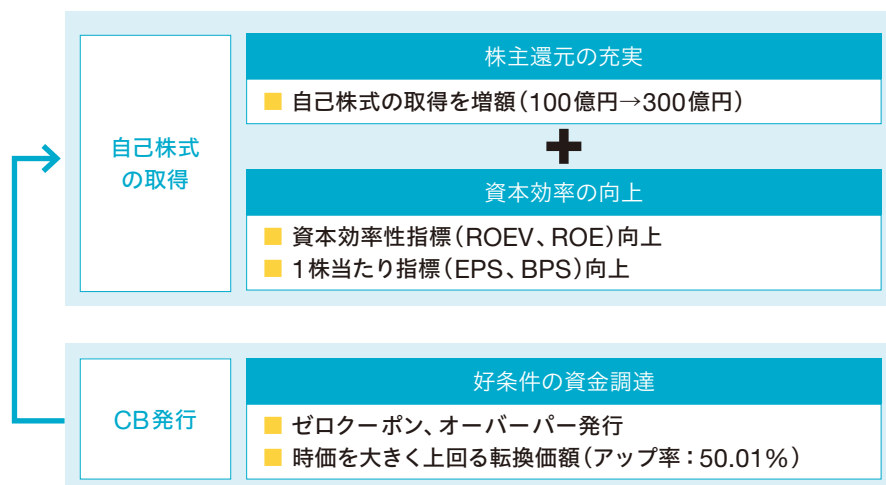 自己株式
の取得
株主還元の充実
■ 自己株式の取得を増額(100億円→300億円)
+
資本効率の向上
■ 資本効率性指標(ROEV、ROE)向上
■ 1株当たり指標(EPS、BPS)向上
CB発行
好条件の資金調達
■ ゼロクーポン、オーバーパー発行
■ 時価を大きく上回る転換価額(アップ率:50.01%)